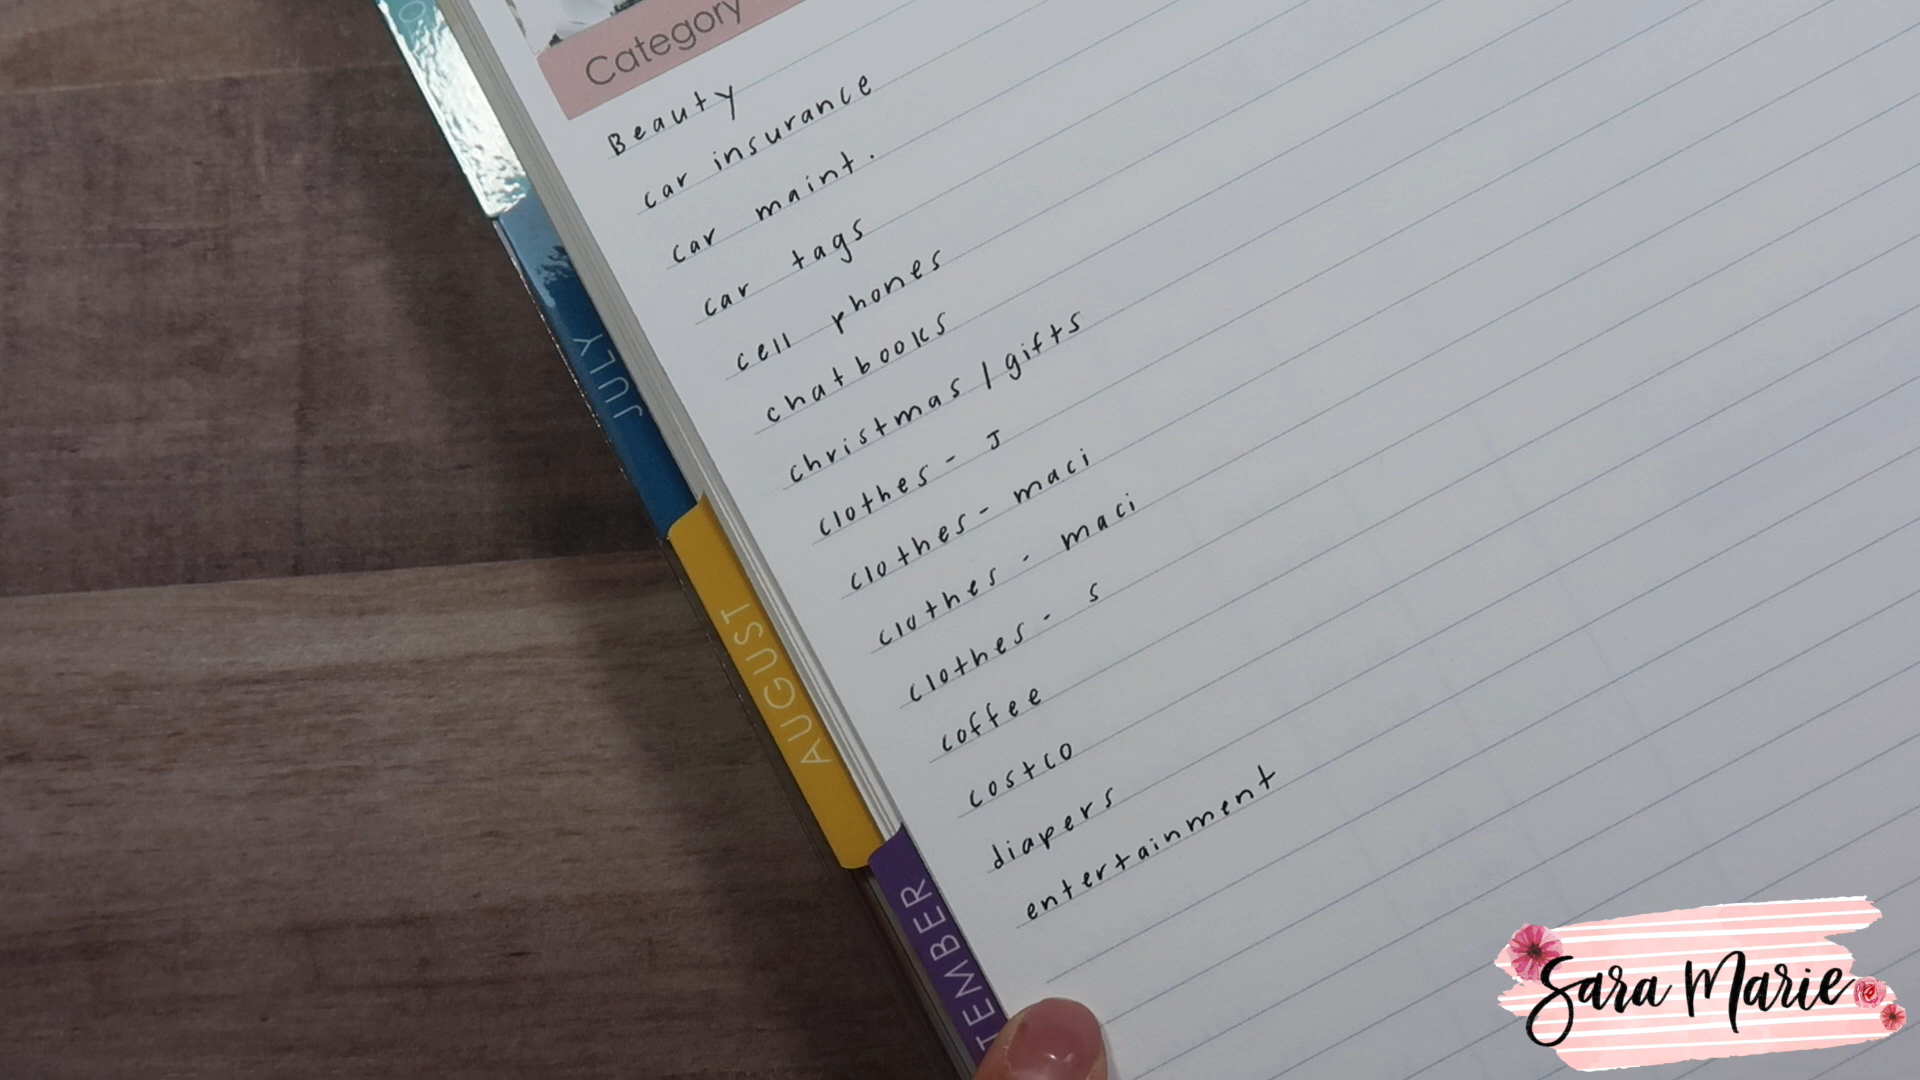 Category
Beauty
car insurance
car maint.
car tags
cell phones
chatbooks
christmas / gifts
clothes - J
clothes - maci
clothes - maci
clothes - s
coffee
costco
diapers
entertainment
JULY
AUGUST
TEMBER
Sara Marie